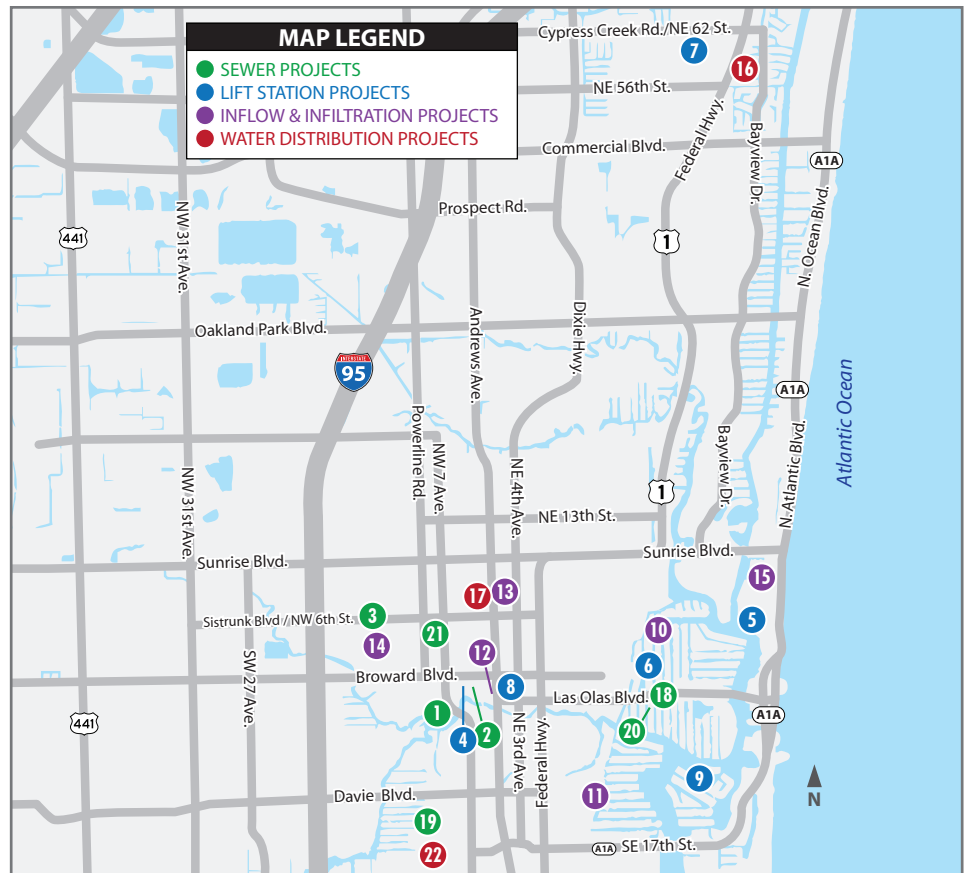 MAP LEGEND
SEWER PROJECTS
LIFT STATION PROJECTS
INFLOW & INFILTRATION PROJECTS
WATER DISTRIBUTION PROJECTS
Cypress Creek Rd./NE 62 St.
7
16
NE 56th St.
Federal Hwy.
Bayview Dr.
Commercial Blvd.
A1A
NW 31st Ave.
Prospect Rd.
441
1
N. Ocean Blvd.
Oakland Park Blvd.
Andrews Ave.
Dixie Hwy.
INTERSTATE
95
A1A
Atlantic Ocean
Powerline Rd.
NW 7 Ave.
NE 4th Ave.
Bayview Dr.
N. Atlantic Blvd.
NW 31st Ave.
1
NE 13th St.
Sunrise Blvd.
Sunrise Blvd.
15
17
13
5
Sistrunk Blvd / NW 6th St.
3
21
10
14
12
6
SW 27 Ave.
Broward Blvd.
8
Las Olas Blvd.
18
441
1
4
2
20
A1A
NE 3rd Ave.
Federal Hwy.
9
N
Davie Blvd.
11
19
22
A1A
SE 17th St.